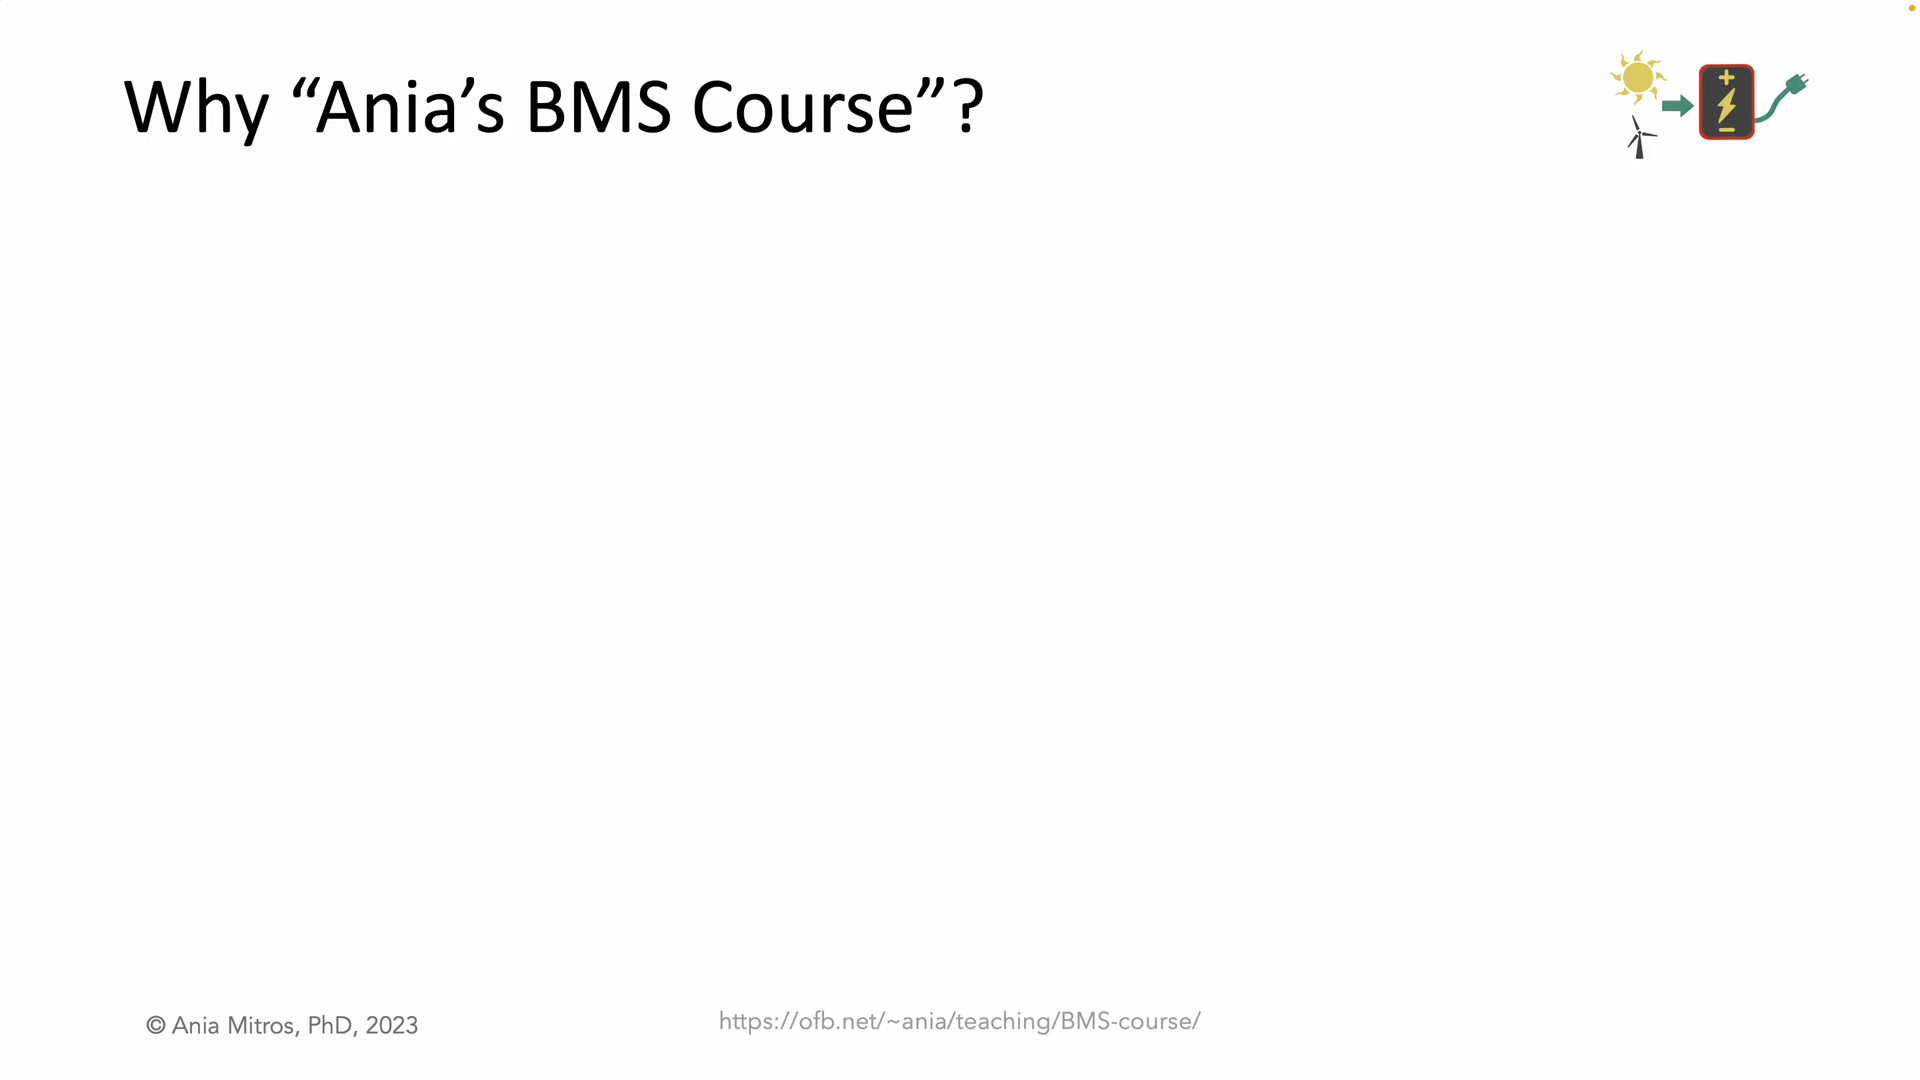 Why “Ania’s BMS Course”?
© Ania Mitros, PhD, 2023
https://ofb.net/~ania/teaching/BMS-course/